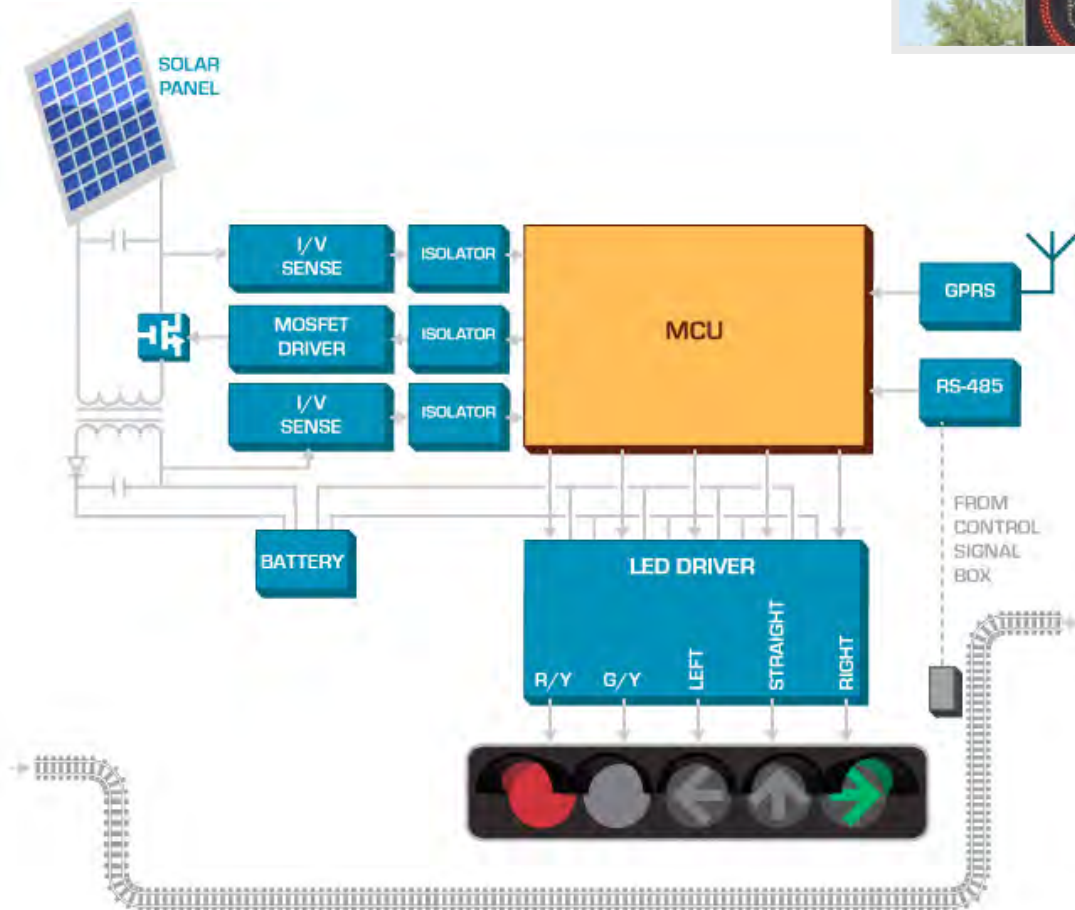 SOLAR
PANEL
I/V
SENSE
ISOLATOR
MOSFET
DRIVER
ISOLATOR
I/V
SENSE
ISOLATOR
MCU
GPRS
RS-485
FROM
CONTROL
SIGNAL
BOX
BATTERY
LED DRIVER
R/Y
G/Y
LEFT
STRAIGHT
RIGHT